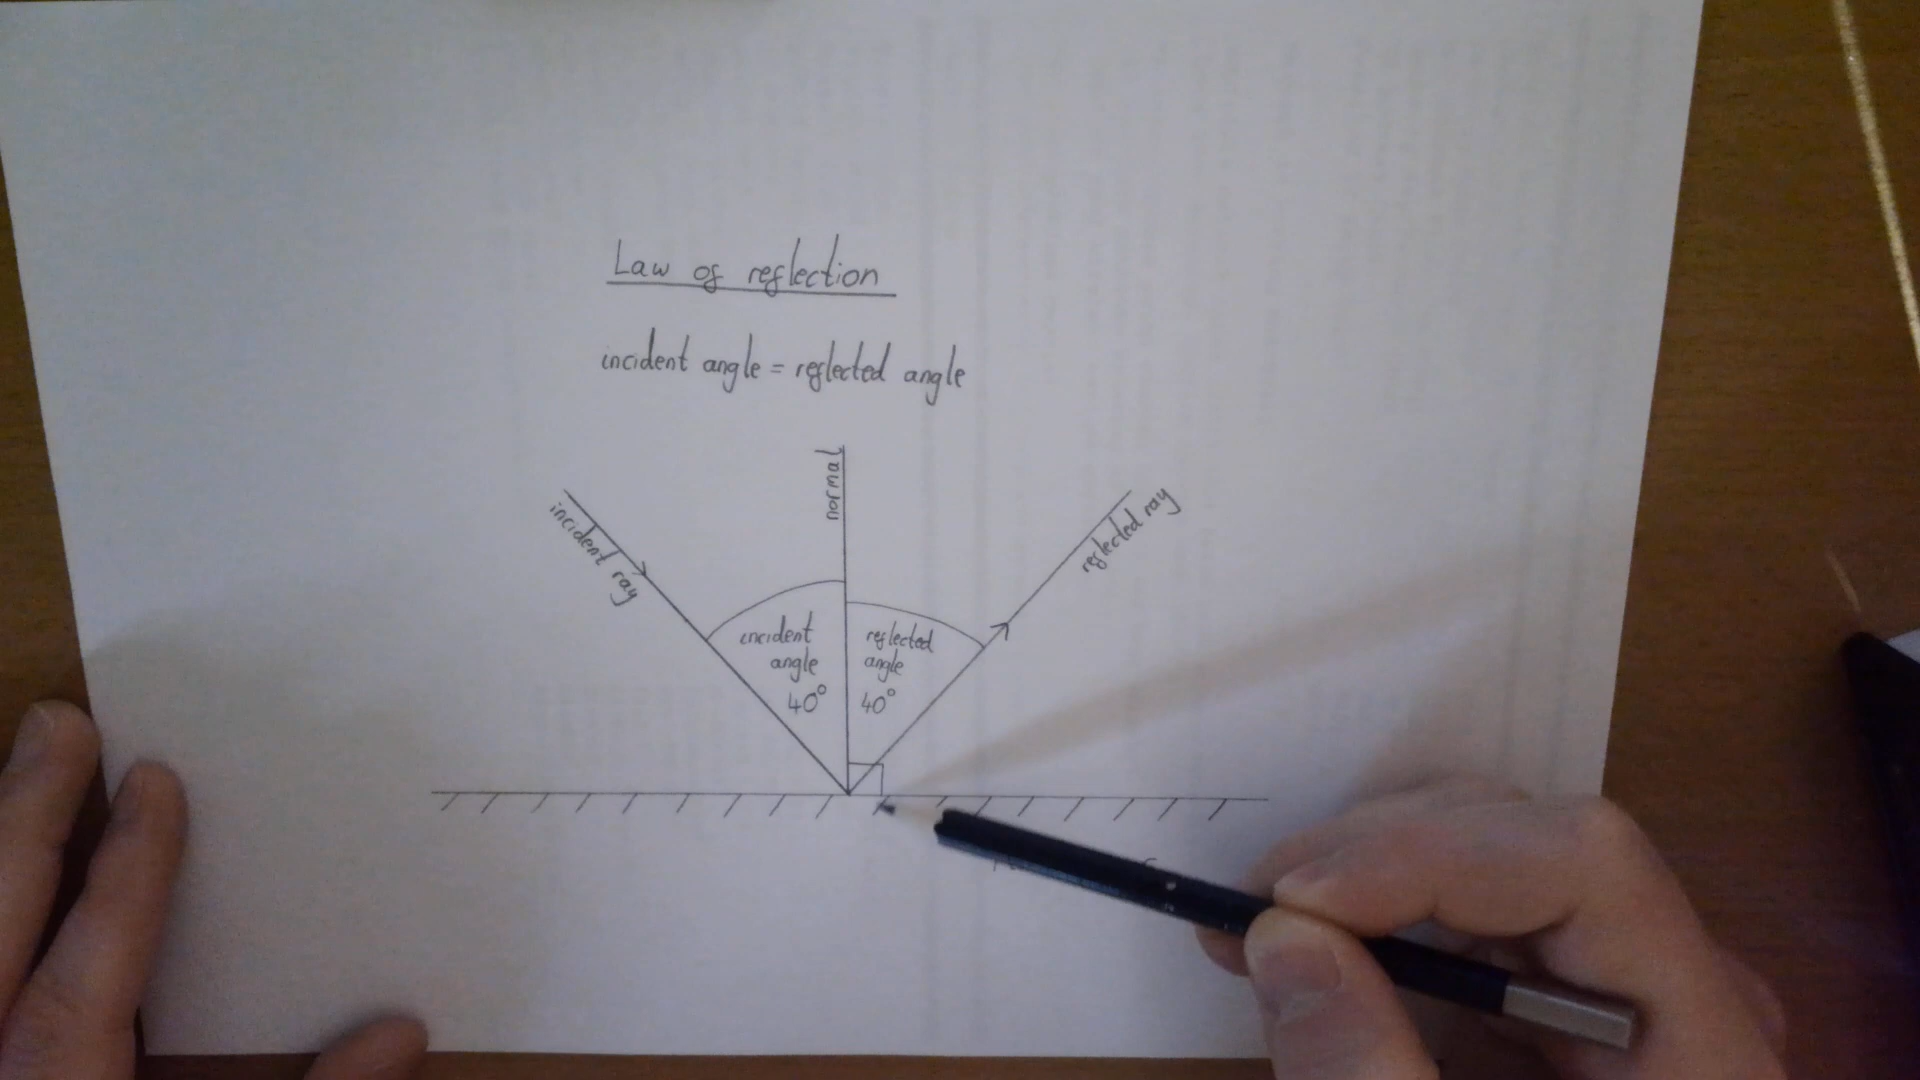 Law of reflection
incident angle = reflected angle
normal
incident ray
reflected ray
incident
angle
40°
reflected
angle
40°